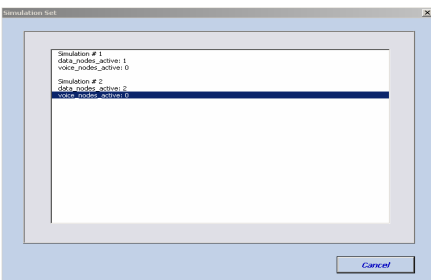 Simulation Set
Simulation # 1
data_nodes_active: 1
voice_nodes_active: 0
Simulation # 2
data_nodes_active: 2
voice_nodes_active: 0
Cancel